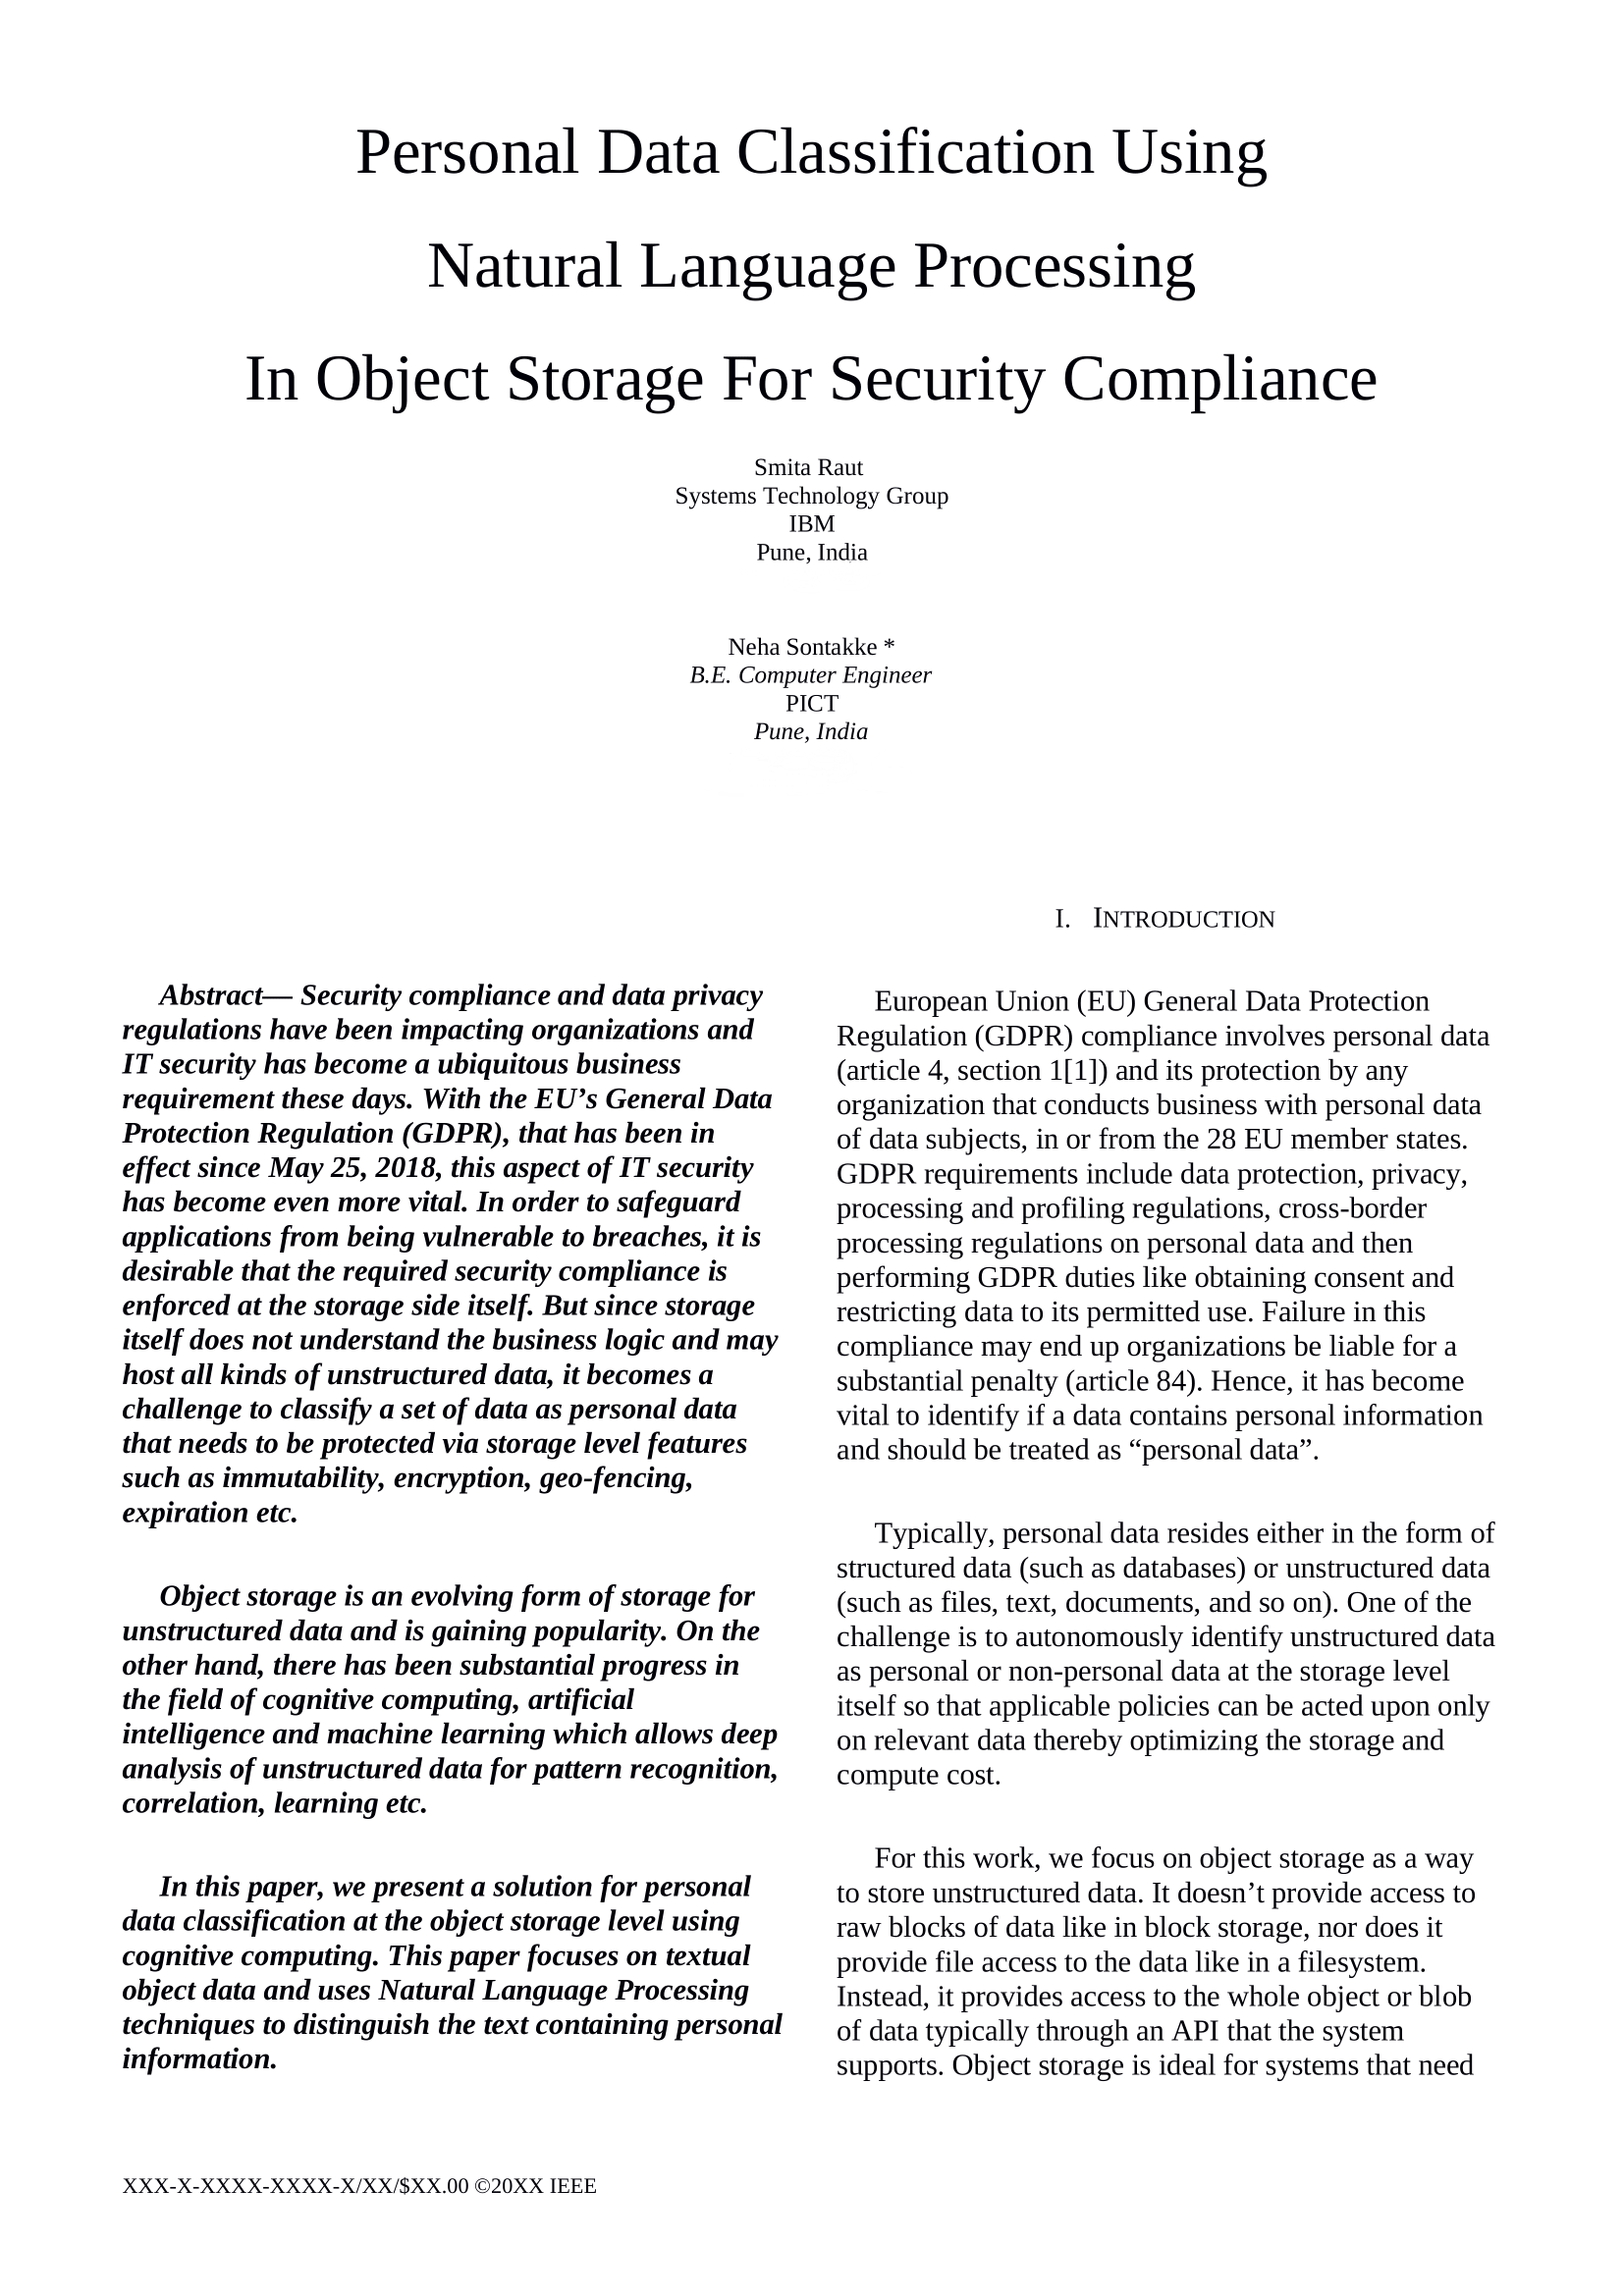 Personal Data Classification Using
Natural Language Processing
In Object Storage For Security Compliance
Smita Raut
Systems Technology Group
IBM
Pune, India
Neha Sontakke *
B.E. Computer Engineer
PICT
Pune, India
Abstract— Security compliance and data privacy
regulations have been impacting organizations and
IT security has become a ubiquitous business
requirement these days. With the EU’s General Data
Protection Regulation (GDPR), that has been in
effect since May 25, 2018, this aspect of IT security
has become even more vital. In order to safeguard
applications from being vulnerable to breaches, it is
desirable that the required security compliance is
enforced at the storage side itself. But since storage
itself does not understand the business logic and may
host all kinds of unstructured data, it becomes a
challenge to classify a set of data as personal data
that needs to be protected via storage level features
such as immutability, encryption, geo-fencing,
expiration etc.
Object storage is an evolving form of storage for
unstructured data and is gaining popularity. On the
other hand, there has been substantial progress in
the field of cognitive computing, artificial
intelligence and machine learning which allows deep
analysis of unstructured data for pattern recognition,
correlation, learning etc.
In this paper, we present a solution for personal
data classification at the object storage level using
cognitive computing. This paper focuses on textual
object data and uses Natural Language Processing
techniques to distinguish the text containing personal
information.
I. INTRODUCTION
European Union (EU) General Data Protection
Regulation (GDPR) compliance involves personal data
(article 4, section 1[1]) and its protection by any
organization that conducts business with personal data
of data subjects, in or from the 28 EU member states.
GDPR requirements include data protection, privacy,
processing and profiling regulations, cross-border
processing regulations on personal data and then
performing GDPR duties like obtaining consent and
restricting data to its permitted use. Failure in this
compliance may end up organizations be liable for a
substantial penalty (article 84). Hence, it has become
vital to identify if a data contains personal information
and should be treated as “personal data”.
Typically, personal data resides either in the form of
structured data (such as databases) or unstructured data
(such as files, text, documents, and so on). One of the
challenge is to autonomously identify unstructured data
as personal or non-personal data at the storage level
itself so that applicable policies can be acted upon only
on relevant data thereby optimizing the storage and
compute cost.
For this work, we focus on object storage as a way
to store unstructured data. It doesn’t provide access to
raw blocks of data like in block storage, nor does it
provide file access to the data like in a filesystem.
Instead, it provides access to the whole object or blob
of data typically through an API that the system
supports. Object storage is ideal for systems that need
XXX-X-XXXX-XXXX-X/XX/$XX.00 ©20XX IEEE